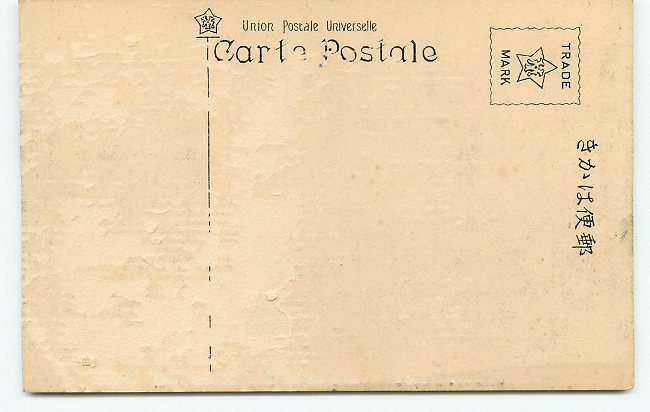 Union Postale Universelle
Carte Postale
TRADE
MARK
きかは便郵